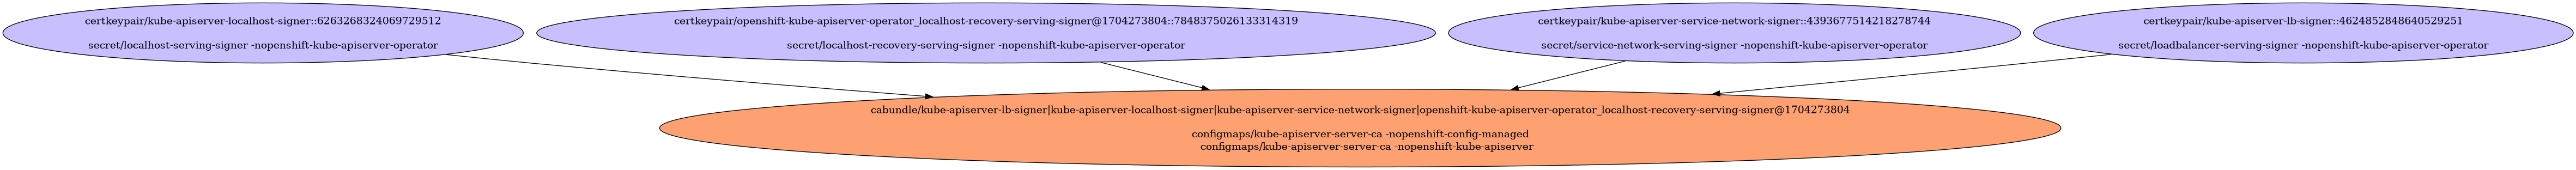 certkeypair/kube-apiserver-localhost-signer::6263268324069729512
secret/localhost-serving-signer -nopenshift-kube-apiserver-operator
certkeypair/openshift-kube-apiserver-operator_localhost-recovery-serving-signer@1704273804::7848375026133314319
secret/localhost-recovery-serving-signer -nopenshift-kube-apiserver-operator
certkeypair/kube-apiserver-service-network-signer::4393677514218278744
secret/service-network-serving-signer -nopenshift-kube-apiserver-operator
certkeypair/kube-apiserver-lb-signer::4624852848640529251
secret/loadbalancer-serving-signer -nopenshift-kube-apiserver-operator
cabundle/kube-apiserver-lb-signer|kube-apiserver-localhost-signer|kube-apiserver-service-network-signer|openshift-kube-apiserver-operator_localhost-recovery-serving-signer@1704273804
configmaps/kube-apiserver-server-ca -nopenshift-config-managed
configmaps/kube-apiserver-server-ca -nopenshift-kube-apiserver